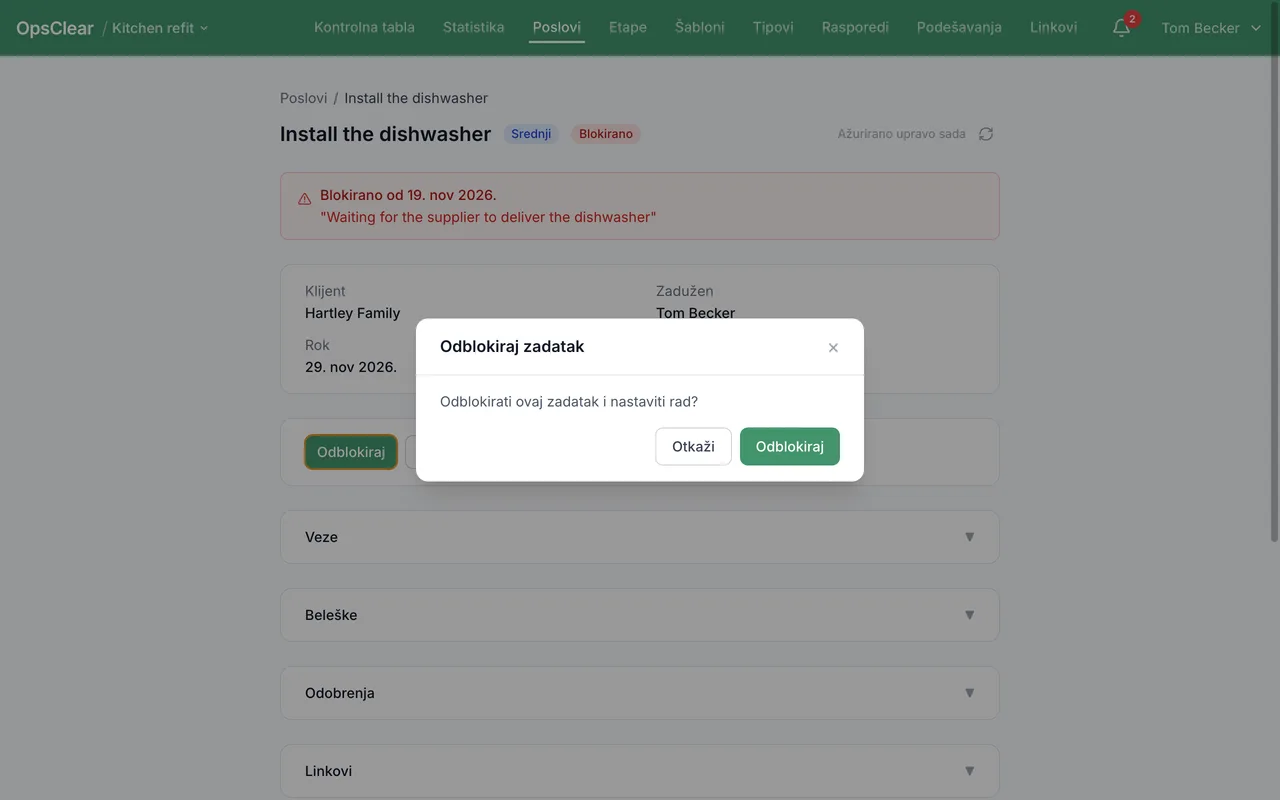 OpsClear / Kitchen refit
Kontrolna tabla Statistika Poslovi Etape Šabloni Tipovi Rasporedi Podešavanja Linkovi 2 Tom Becker
Poslovi / Install the dishwasher
Install the dishwasher Srednji Blokirano Ažurirano upravo sada
Blokirano od 19. nov 2026.
"Waiting for the supplier to deliver the dishwasher"
Klijent Zadužen
Hartley Family Tom Becker
Rok
29. nov 2026.
Odblokiraj zadatak
Odblokirati ovaj zadatak i nastaviti rad?
Otkaži Odblokiraj
Odblokiraj
Veze
Beleške
Odobrenja
Linkovi